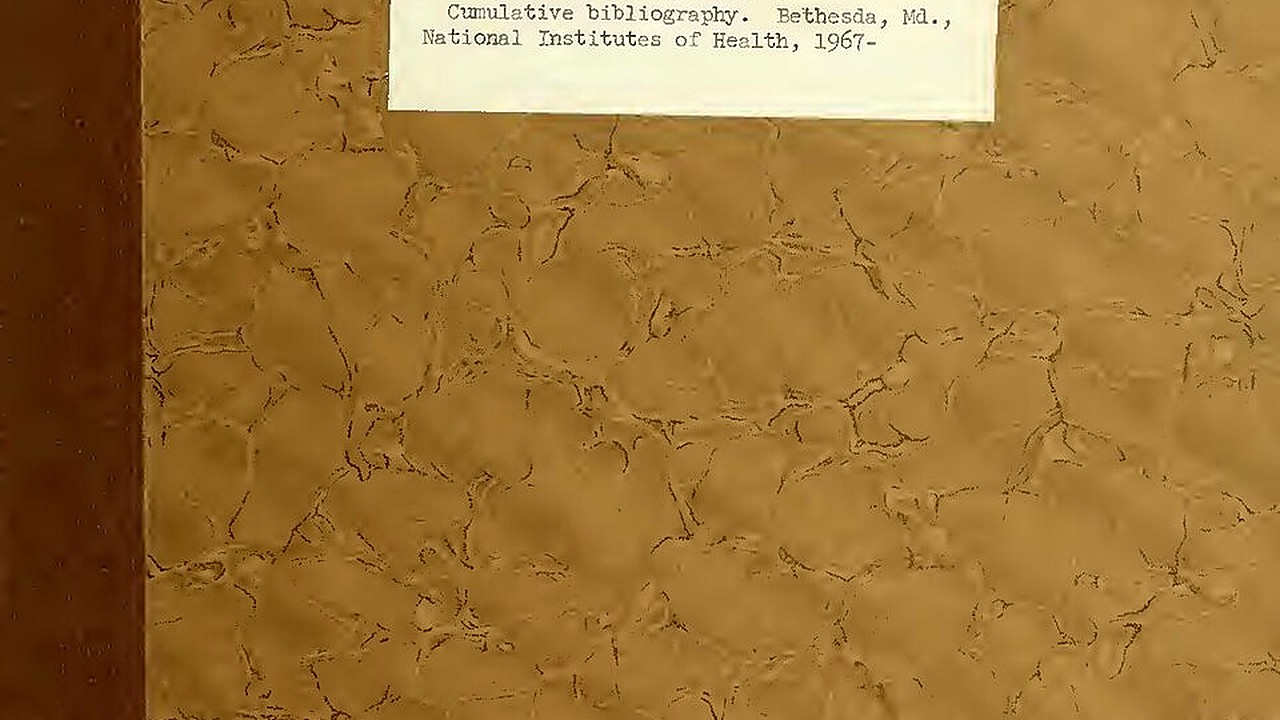 Cumulative bibliography. Bethesda, Md.,
National Institutes of Health, 1967-